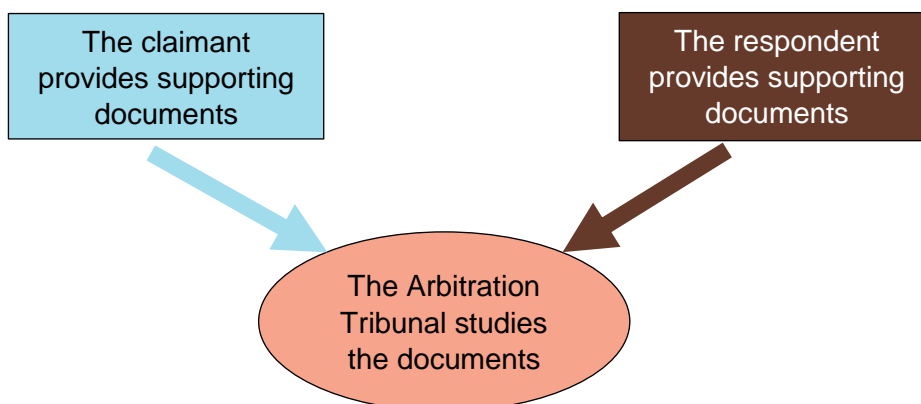 The claimant
provides supporting
documents
The respondent
provides supporting
documents
The Arbitration
Tribunal studies
the documents